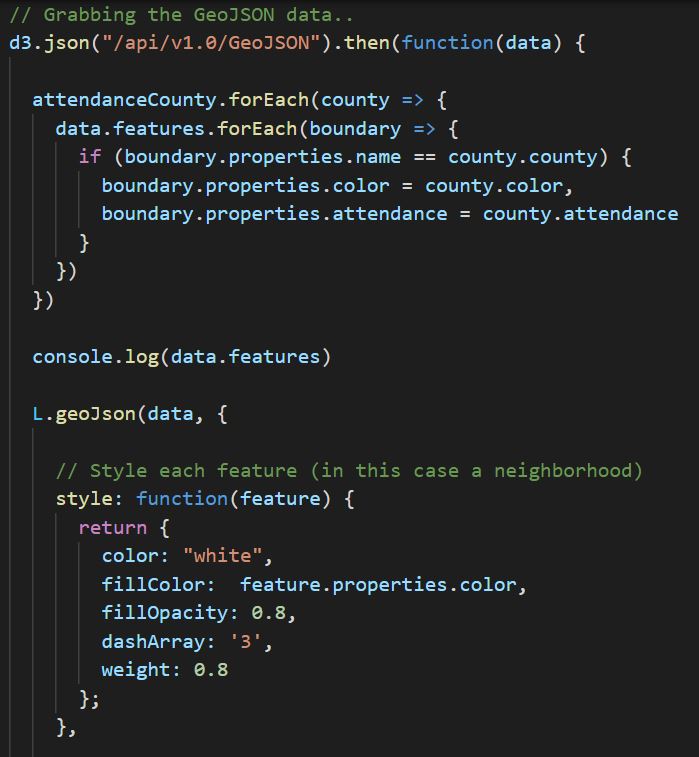 // Grabbing the GeoJSON data..
d3.json("/api/v1.0/GeoJSON").then(function(data) {
attendanceCounty.forEach(county => {
data.features.forEach(boundary => {
if (boundary.properties.name == county.county) {
boundary.properties.color = county.color,
boundary.properties.attendance = county.attendance
}
})
})
console.log(data.features)
L.geoJson(data, {
// Style each feature (in this case a neighborhood)
style: function(feature) {
return {
color: "white",
fillColor:  feature.properties.color,
fillOpacity: 0.8,
dashArray: '3',
weight: 0.8
};
},